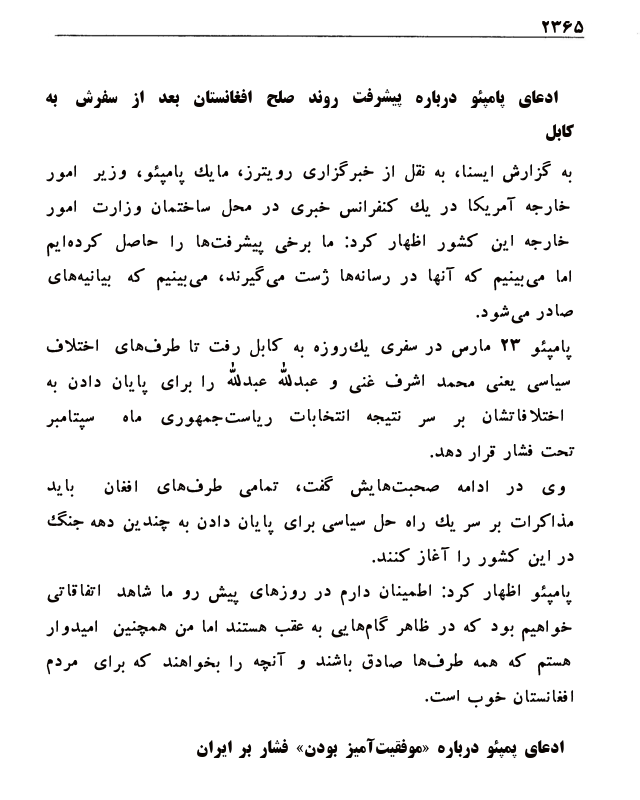 ۲۳۶۵
ادعای پامپئو درباره پیشرفت روند صلح افغانستان بعد از سفرش به
کابل
به گزارش ایسنا، به نقل از خبرگزاری رویترز، مایك پامپئو، وزیر امور
خارجه آمریکا در یك کنفرانس خبری در محل ساختمان وزارت امور
خارجه این کشور اظهار کرد: ما برخی پیشرفت‌ها را حاصل کرده‌ایم
اما می‌بینیم که آنها در رسانه‌ها ژست می‌گیرند، می‌بینیم که بیانیه‌های
صادر می‌شود.
پامپئو ۲۳ مارس در سفری یك‌روزه به کابل رفت تا طرف‌های اختلاف
سیاسی یعنی محمد اشرف غنی و عبدالله عبدالله را برای پایان دادن به
اختلافاتشان بر سر نتیجه انتخابات ریاست‌جمهوری ماه سپتامبر
تحت فشار قرار دهد.
وی در ادامه صحبت‌هایش گفت، تمامی طرف‌های افغان باید
مذاکرات بر سر یك راه حل سیاسی برای پایان دادن به چندین دهه جنگ
در این کشور را آغاز کنند.
پامپئو اظهار کرد: اطمینان دارم در روزهای پیش رو ما شاهد اتفاقاتی
خواهیم بود که در ظاهر گام‌هایی به عقب هستند اما من همچنین امیدوار
هستم که همه طرف‌ها صادق باشند و آنچه را بخواهند که برای مردم
افغانستان خوب است.
ادعای پمپئو درباره «موفقیت‌آمیز بودن» فشار بر ایران